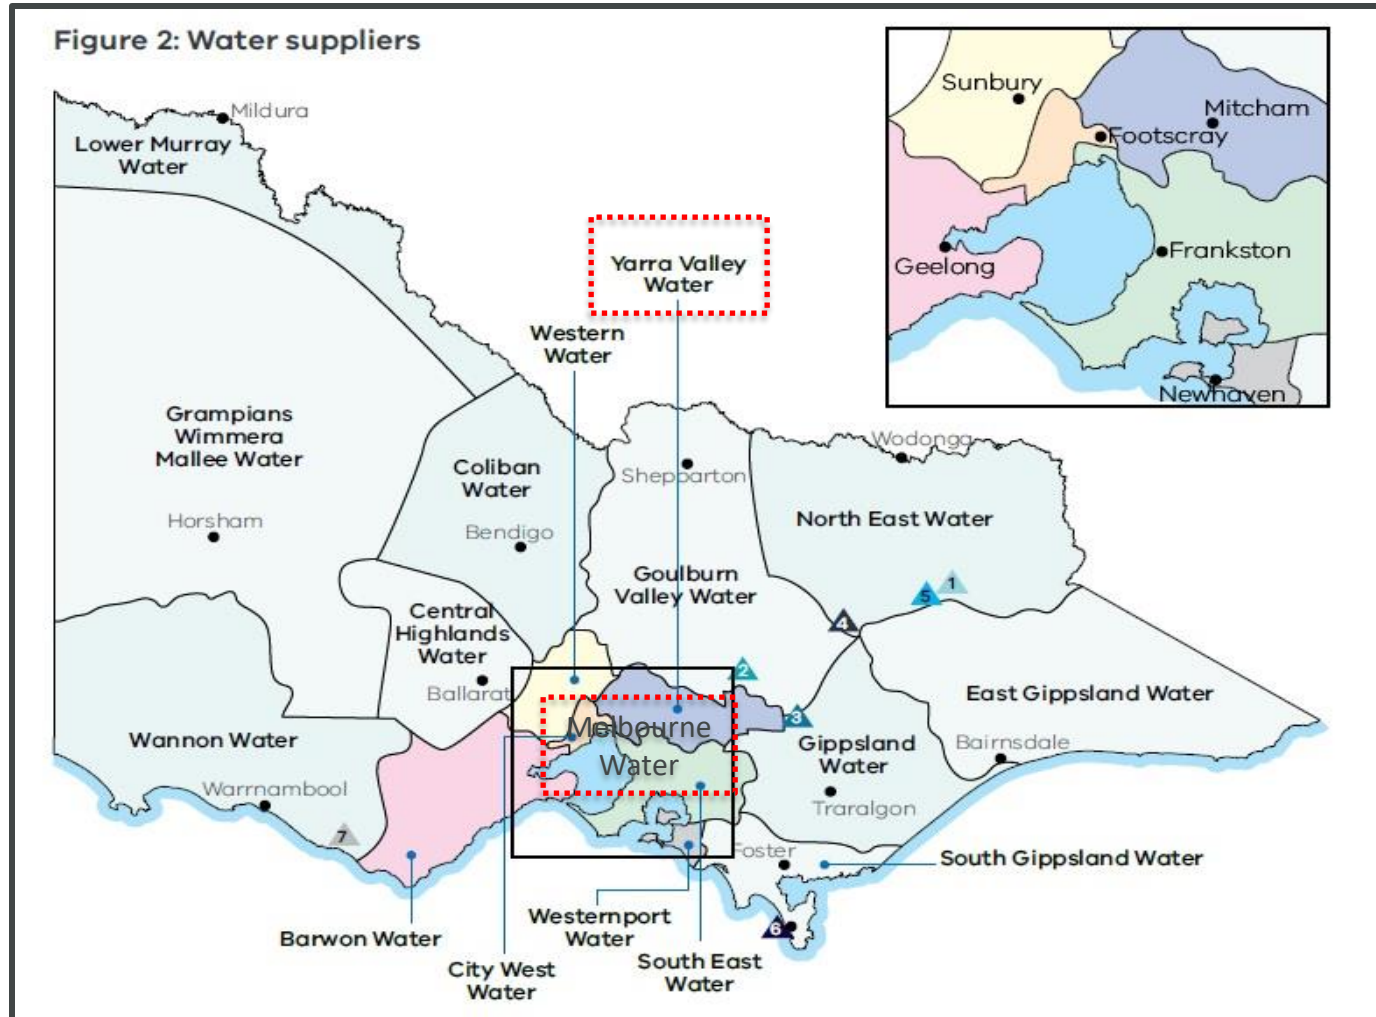 Figure 2: Water suppliers
Mildura
Lower Murray
Water
Sunbury
Mitcham
Footscray
Geelong
Frankston
Newhaven
Yarra Valley
Water
Western
Water
Grampians
Wimmera
Mallee Water
Horsham
Coliban
Water
Bendigo
Shepparton
Wodonga
North East Water
Goulburn
Valley Water
1
5
4
Central
Highlands
Water
Ballarat
2
3
East Gippsland Water
Melbourne
Water
Wannon Water
Warrnambool
7
Gippsland
Water
Bairnsdale
Traralgon
Foster
South Gippsland Water
6
Barwon Water
Westernport
Water
City West
Water
South East
Water